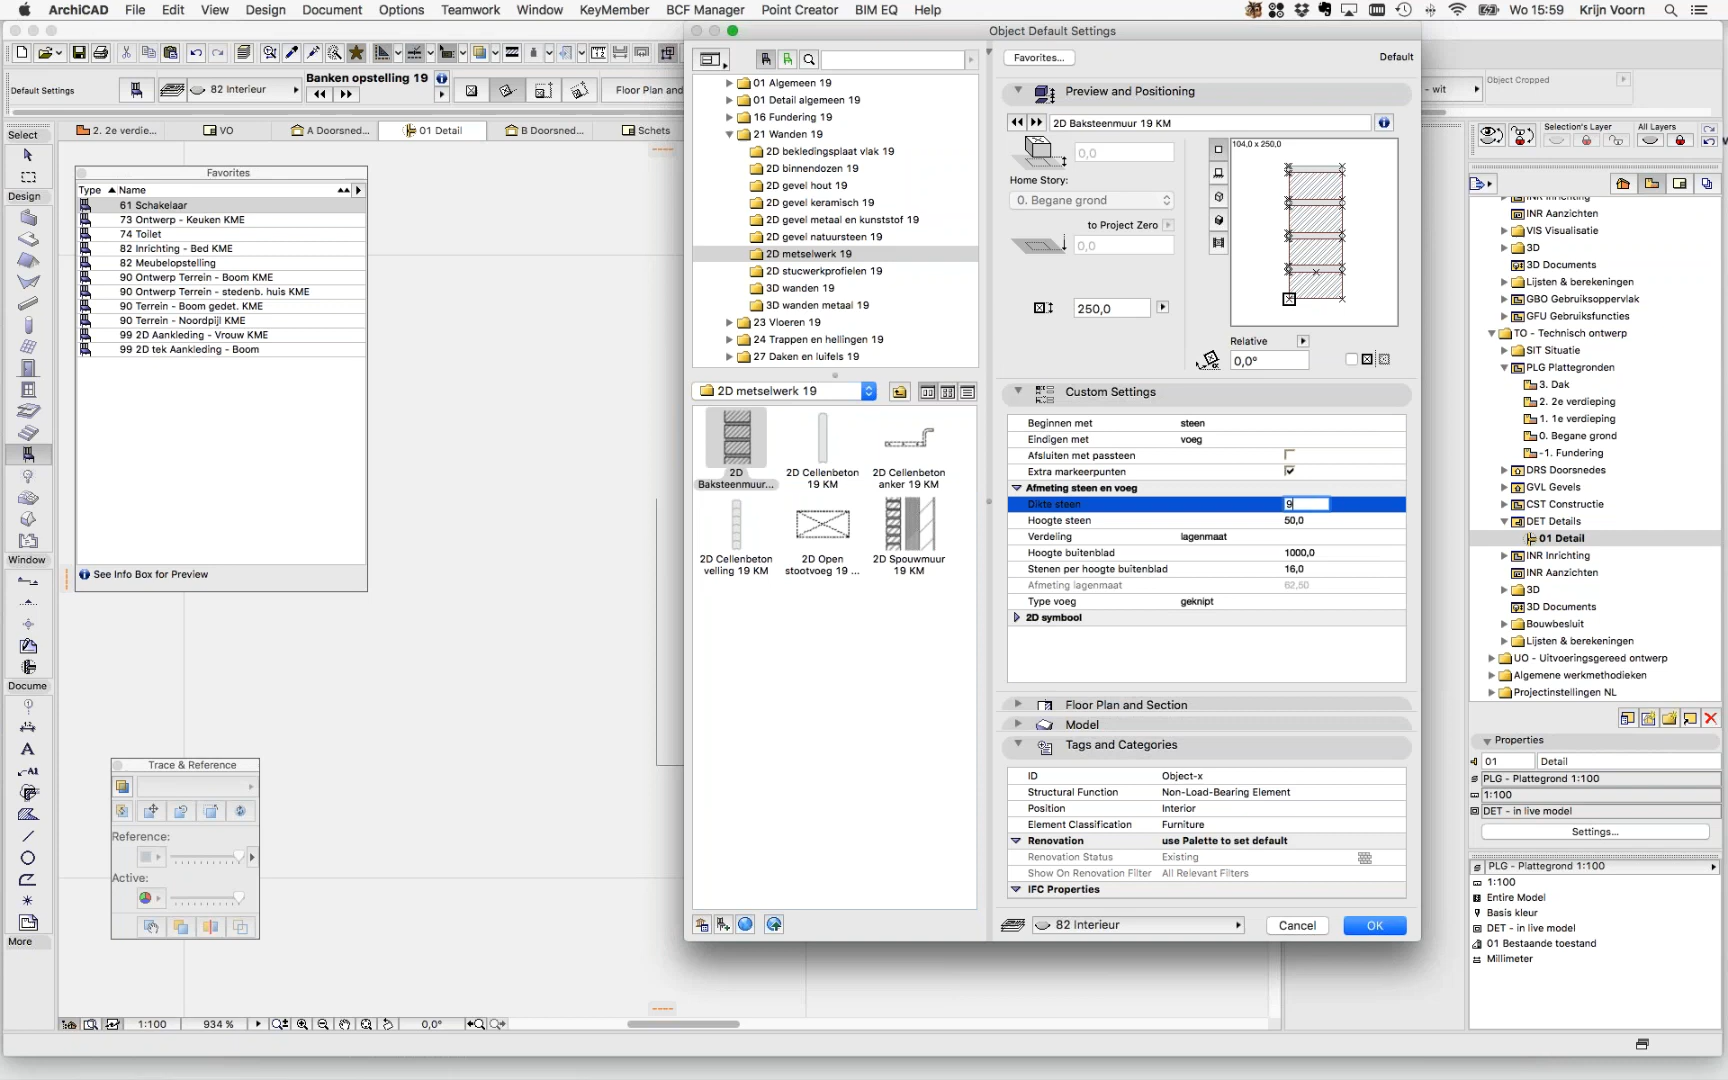 ArchiCAD File Edit View Design Document Options Teamwork Window KeyMember BCF Manager Point Creator BIM EQ Help Wo 15:59 Krijn Voorn
Object Default Settings
Default Settings
Banken opstelling 19
82 Interieur
Floor Plan and
- wit
Object Cropped
2. 2e verdie...
VO
A Doorsned...
01 Detail
B Doorsned...
Schets
Select
Design
Window
Docume
More
Favorites
Type Name
61 Schakelaar
73 Ontwerp - Keuken KME
74 Toilet
82 Inrichting - Bed KME
82 Meubelopstelling
90 Ontwerp Terrein - Boom KME
90 Ontwerp Terrein - stedenb. huis KME
90 Terrein - Boom gedet. KME
90 Terrein - Noordpijl KME
99 2D Aankleding - Vrouw KME
99 2D tek Aankleding - Boom
See Info Box for Preview
Trace & Reference
Reference:
Active:
1:100
934 %
0,0°
01 Algemeen 19
01 Detail algemeen 19
16 Fundering 19
21 Wanden 19
2D bekledingsplaat vlak 19
2D binnendozen 19
2D gevel hout 19
2D gevel keramisch 19
2D gevel metaal en kunststof 19
2D gevel natuursteen 19
2D metselwerk 19
2D stucwerkprofielen 19
3D wanden 19
3D wanden metaal 19
23 Vloeren 19
24 Trappen en hellingen 19
27 Daken en luifels 19
2D metselwerk 19
2D Baksteenmuur...
2D Cellenbeton 19 KM
2D Cellenbeton anker 19 KM
2D Cellenbeton velling 19 KM
2D Open stootvoeg 19 ...
2D Spouwmuur 19 KM
Favorites...
Default
Preview and Positioning
2D Baksteenmuur 19 KM
0,0
Home Story:
0. Begane grond
to Project Zero
0,0
250,0
104,0 x 250,0
Relative
0,0°
Custom Settings
Beginnen met steen
Eindigen met voeg
Afsluiten met passteen
Extra markeerpunten
Afmeting steen en voeg
Dikte steen 9
Hoogte steen 50,0
Verdeling lagenmaat
Hoogte buitenblad 1000,0
Stenen per hoogte buitenblad 16,0
Afmeting lagenmaat 62,50
Type voeg geknipt
2D symbool
Floor Plan and Section
Model
Tags and Categories
ID Object-x
Structural Function Non-Load-Bearing Element
Position Interior
Element Classification Furniture
Renovation use Palette to set default
Renovation Status Existing
Show On Renovation Filter All Relevant Filters
IFC Properties
82 Interieur
Cancel
OK
Selection's Layer
All Layers
INR Inrichting
INR Aanzichten
VIS Visualisatie
3D
3D Documents
Lijsten & berekeningen
GBO Gebruiksoppervlak
GFU Gebruiksfuncties
TO - Technisch ontwerp
SIT Situatie
PLG Plattegronden
3. Dak
2. 2e verdieping
1. 1e verdieping
0. Begane grond
-1. Fundering
DRS Doorsnedes
GVL Gevels
CST Constructie
DET Details
01 Detail
INR Inrichting
INR Aanzichten
3D
3D Documents
Bouwbesluit
Lijsten & berekeningen
UO - Uitvoeringsgereed ontwerp
Algemene werkmethodieken
Projectinstellingen NL
Properties
01 Detail
PLG - Plattegrond 1:100
1:100
DET - in live model
Settings...
PLG - Plattegrond 1:100
1:100
Entire Model
Basis kleur
DET - in live model
01 Bestaande toestand
Millimeter